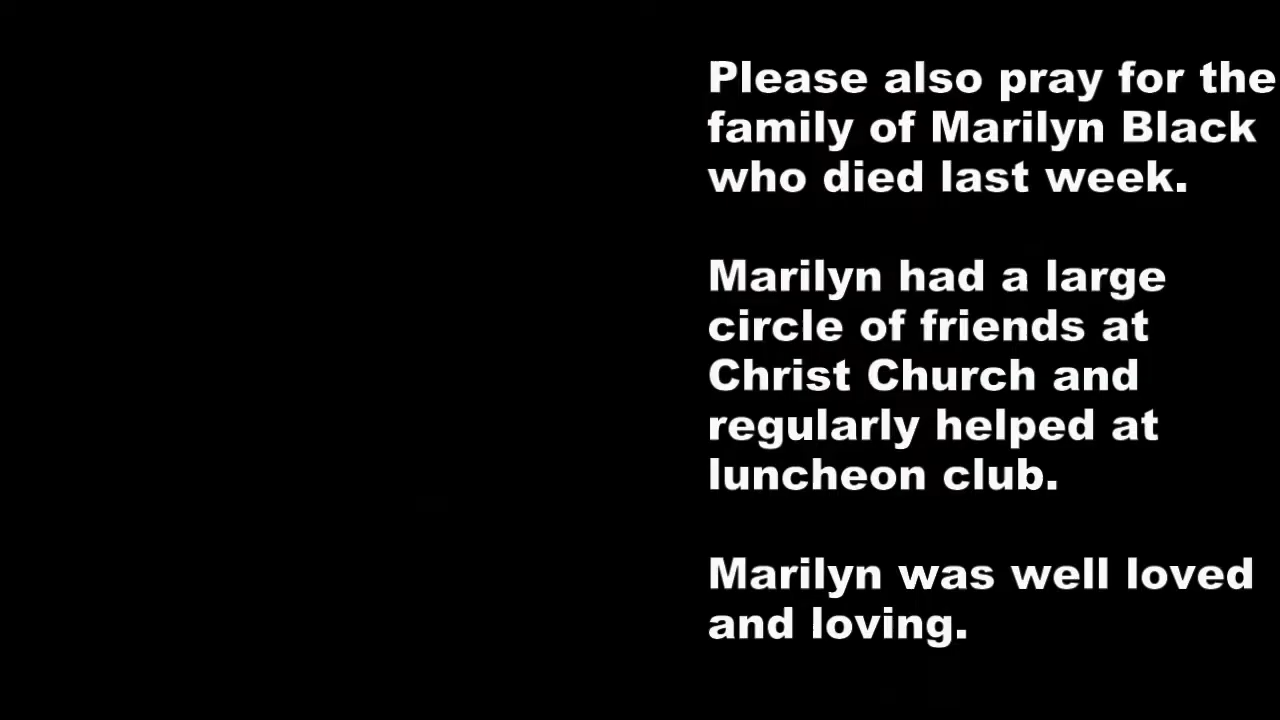 Please also pray for the
family of Marilyn Black
who died last week.
Marilyn had a large
circle of friends at
Christ Church and
regularly helped at
luncheon club.
Marilyn was well loved
and loving.